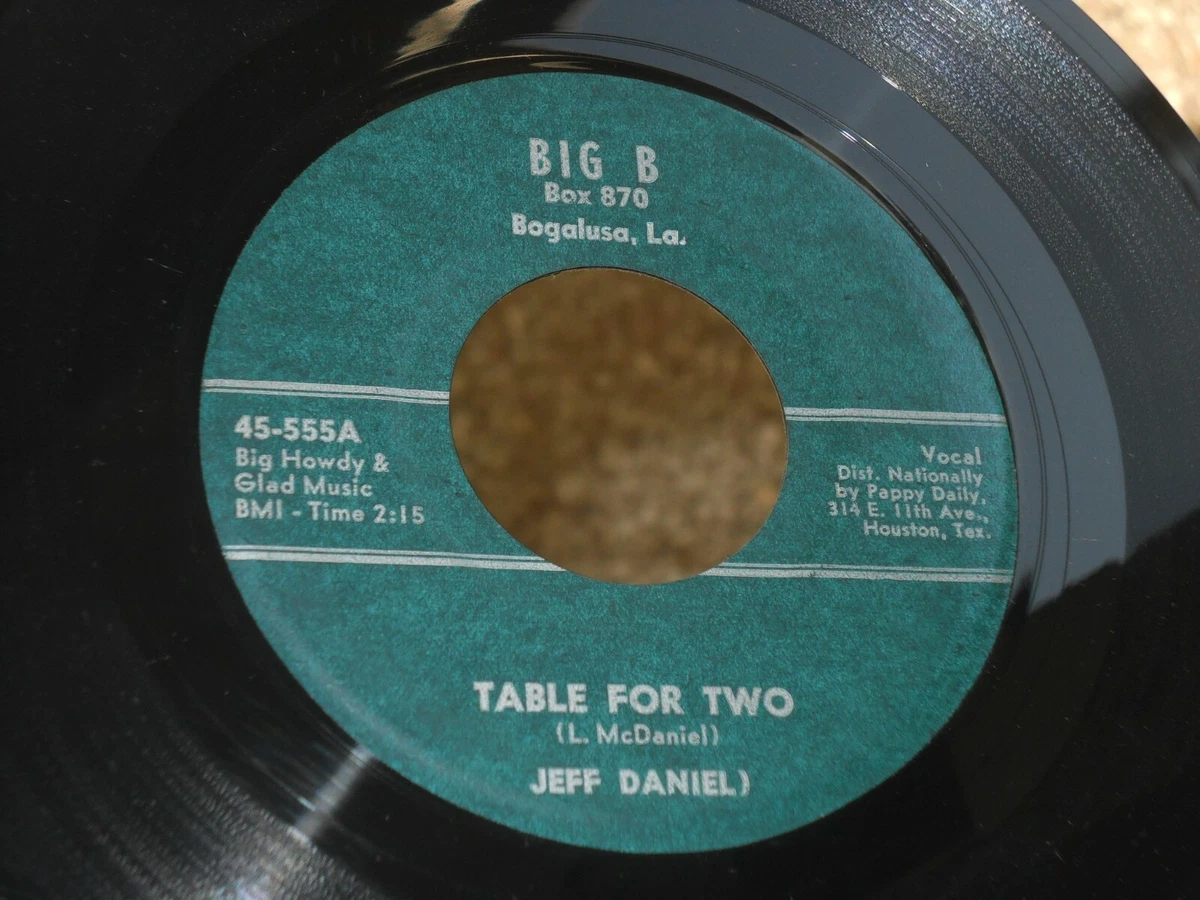 BIG B
Box 870
Bogalusa, La.
45-555A
Big Howdy &
Glad Music
BMI - Time 2:15
Vocal
Dist. Nationally
by Pappy Daily,
314 E. 11th Ave.,
Houston, Tex.
TABLE FOR TWO
(L. McDaniel)
JEFF DANIEL)